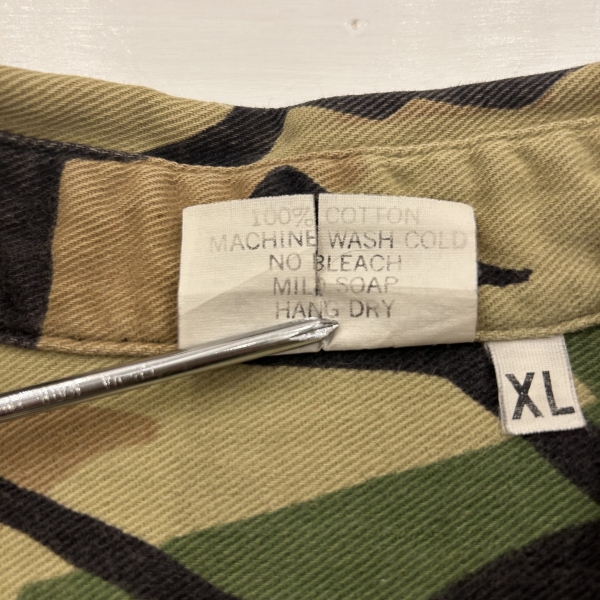 100% COTTON
MACHINE WASH COLD
NO BLEACH
MILD SOAP
HANG DRY
XL